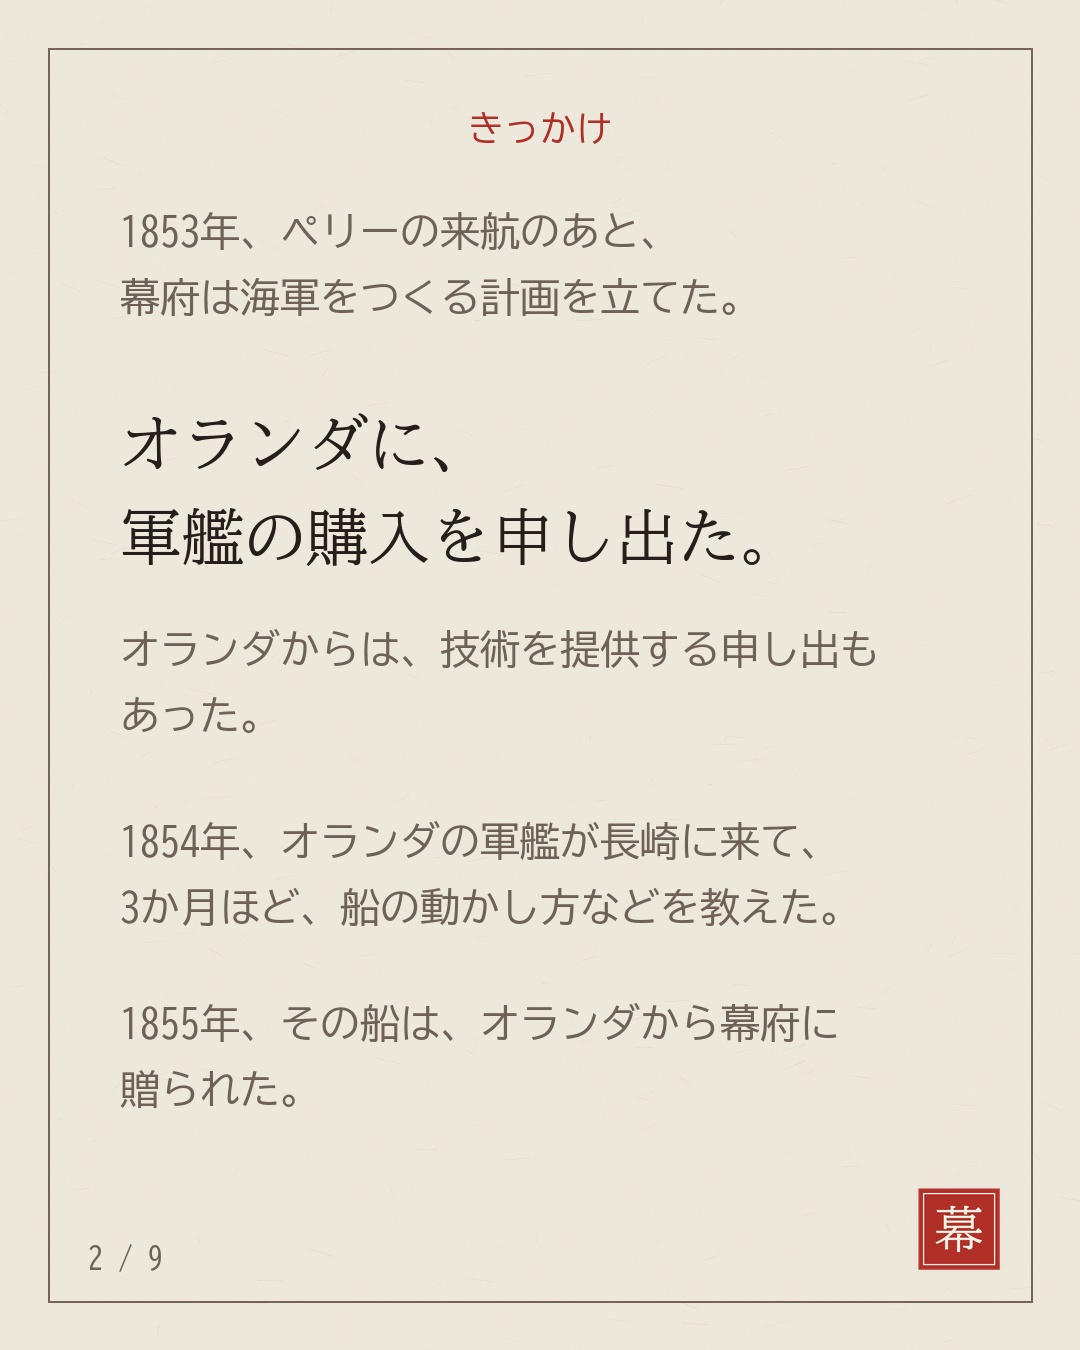 きっかけ
1853年、ペリーの来航のあと、
幕府は海軍をつくる計画を立てた。
オランダに、
軍艦の購入を申し出た。
オランダからは、技術を提供する申し出も
あった。
1854年、オランダの軍艦が長崎に来て、
3か月ほど、船の動かし方などを教えた。
1855年、その船は、オランダから幕府に
贈られた。
幕
2 / 9